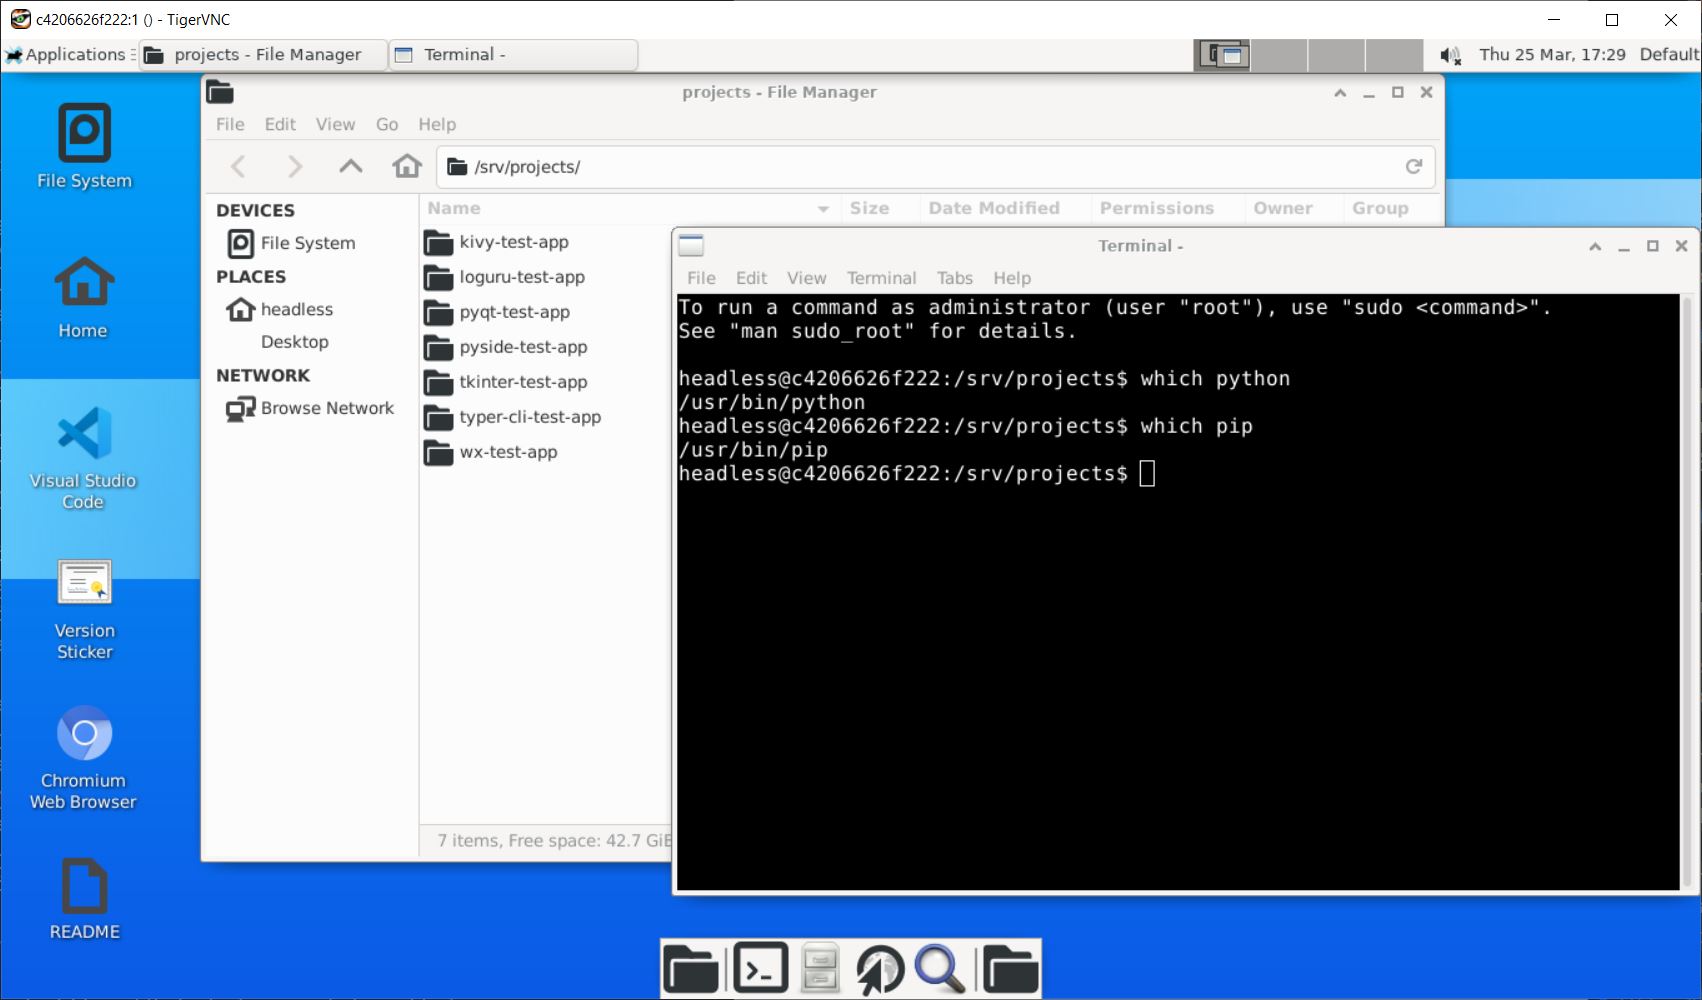 c4206626f222:1 () - TigerVNC
Applications
projects - File Manager
Terminal -
Thu 25 Mar, 17:29
Default
File System
Home
Visual Studio
Code
Version
Sticker
Chromium
Web Browser
README
projects - File Manager
File Edit View Go Help
/srv/projects/
DEVICES
File System
PLACES
headless
Desktop
NETWORK
Browse Network
Name Size Date Modified Permissions Owner Group
kivy-test-app
loguru-test-app
pyqt-test-app
pyside-test-app
tkinter-test-app
typer-cli-test-app
wx-test-app
7 items, Free space: 42.7 GiB
Terminal -
File Edit View Terminal Tabs Help
To run a command as administrator (user "root"), use "sudo <command>".
See "man sudo_root" for details.
headless@c4206626f222:/srv/projects$ which python
/usr/bin/python
headless@c4206626f222:/srv/projects$ which pip
/usr/bin/pip
headless@c4206626f222:/srv/projects$